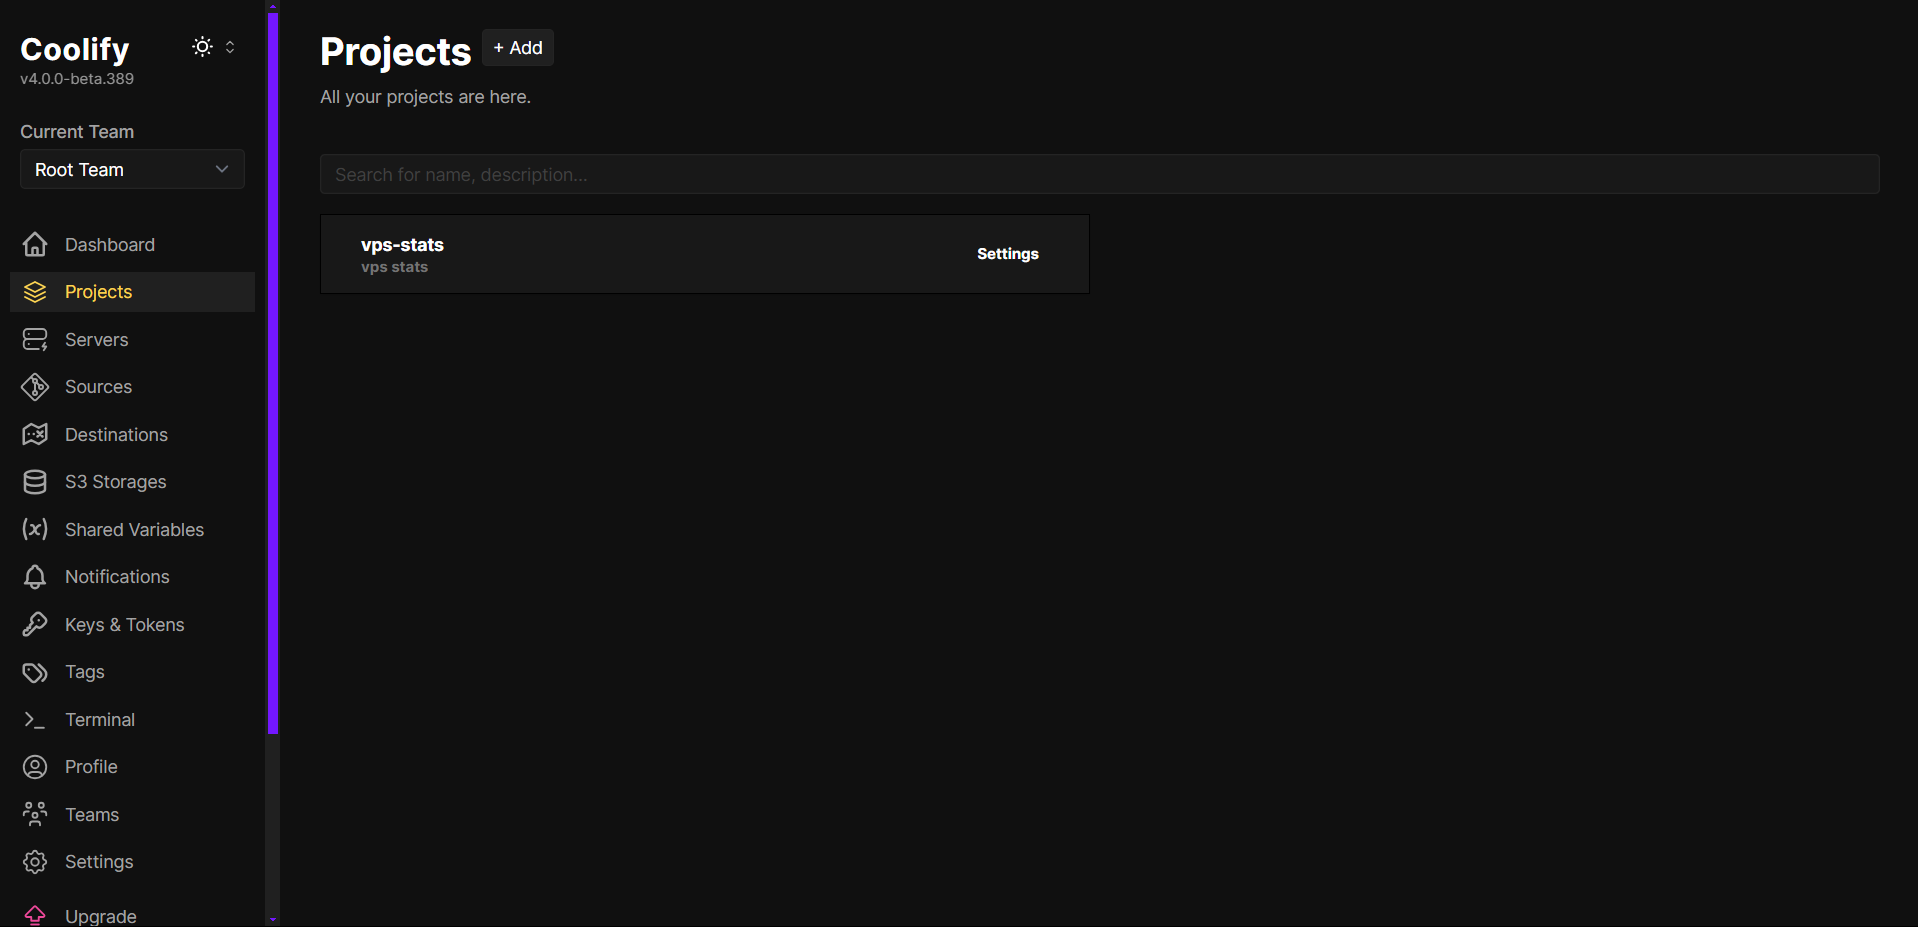 Coolify
v4.0.0-beta.389
Current Team
Root Team
Dashboard
Projects
Servers
Sources
Destinations
S3 Storages
Shared Variables
Notifications
Keys & Tokens
Tags
Terminal
Profile
Teams
Settings
Upgrade
Projects
+ Add
All your projects are here.
Search for name, description...
vps-stats
vps stats
Settings